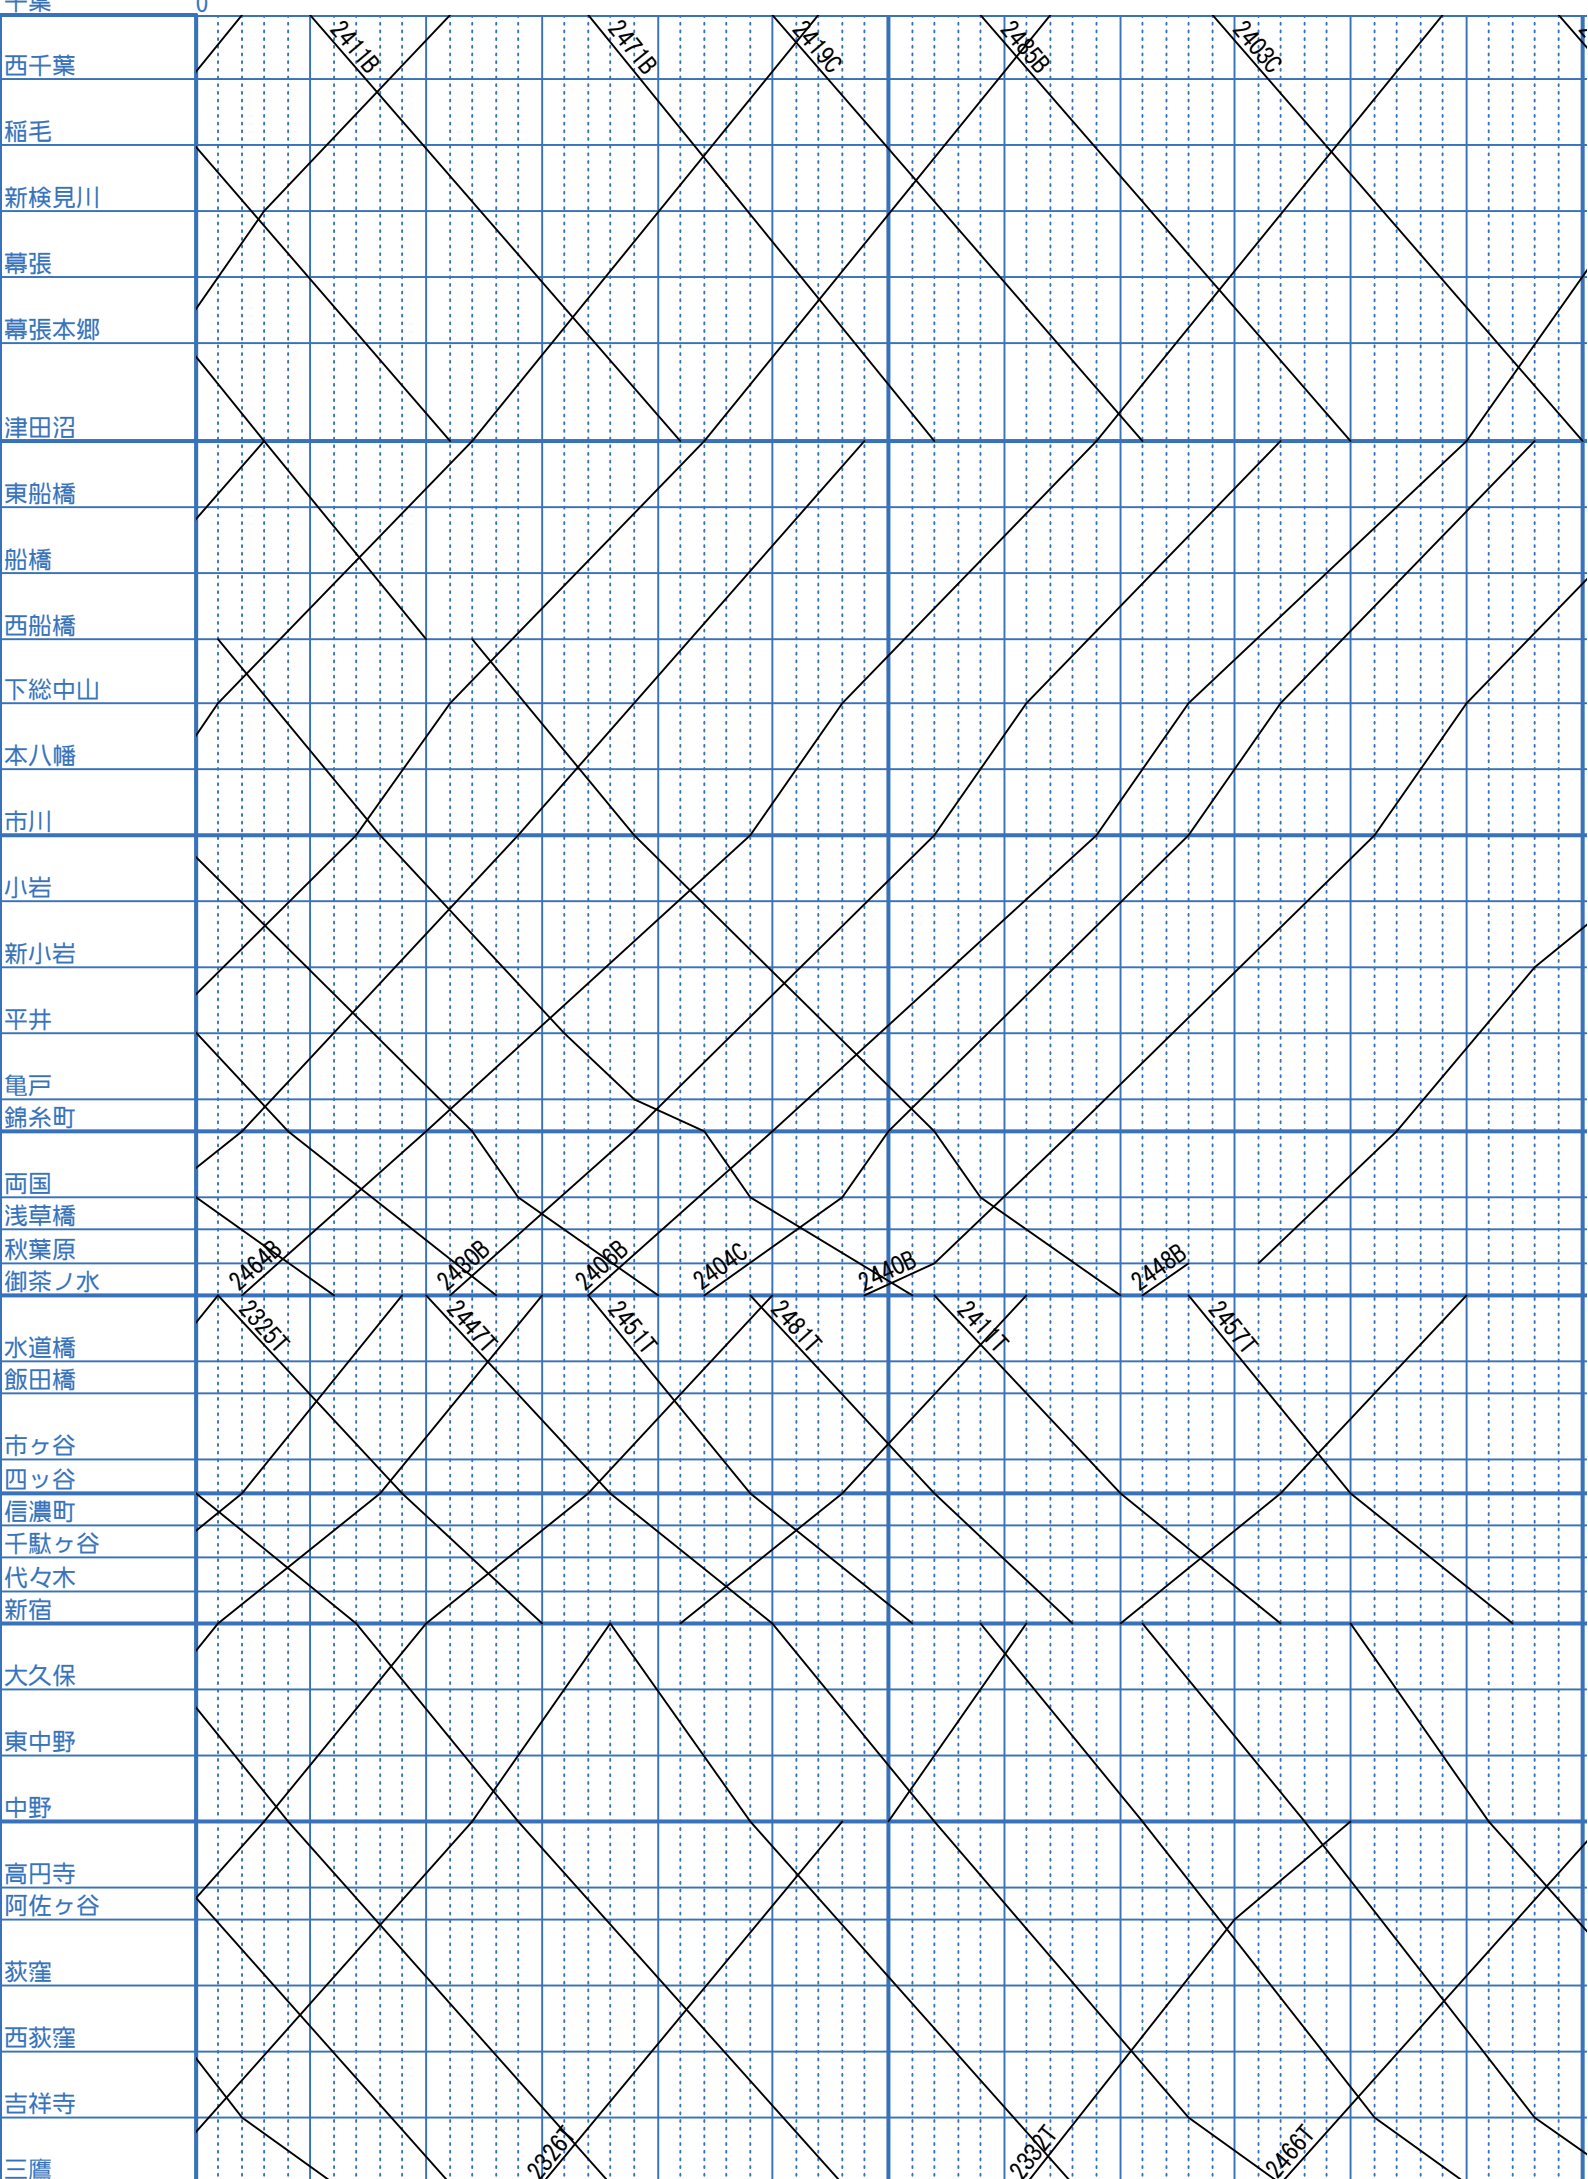 千葉 0
2411B 2471B 2419C 2485B 2403C
西千葉
稲毛
新検見川
幕張
幕張本郷
津田沼
東船橋
船橋
西船橋
下総中山
本八幡
市川
小岩
新小岩
平井
亀戸
錦糸町
両国
浅草橋
秋葉原
2464B 2430B 2406B 2404C 2440B 2448B
御茶ノ水
2325T 2447T 2451T 2481T 2411T 2457T
水道橋
飯田橋
市ヶ谷
四ッ谷
信濃町
千駄ヶ谷
代々木
新宿
大久保
東中野
中野
高円寺
阿佐ヶ谷
荻窪
西荻窪
吉祥寺
2326T 2332T 2466T
三鷹